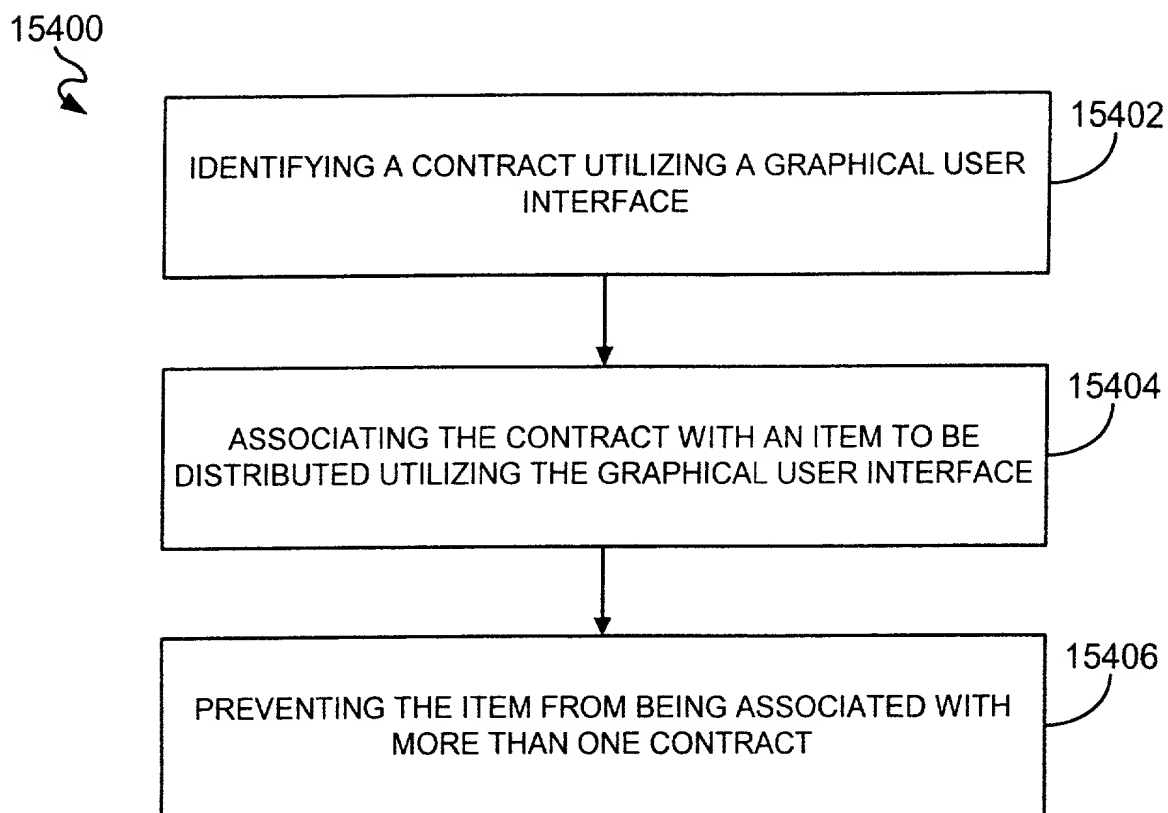 15400
15402
IDENTIFYING A CONTRACT UTILIZING A GRAPHICAL USER
INTERFACE
15404
ASSOCIATING THE CONTRACT WITH AN ITEM TO BE
DISTRIBUTED UTILIZING THE GRAPHICAL USER INTERFACE
15406
PREVENTING THE ITEM FROM BEING ASSOCIATED WITH
MORE THAN ONE CONTRACT